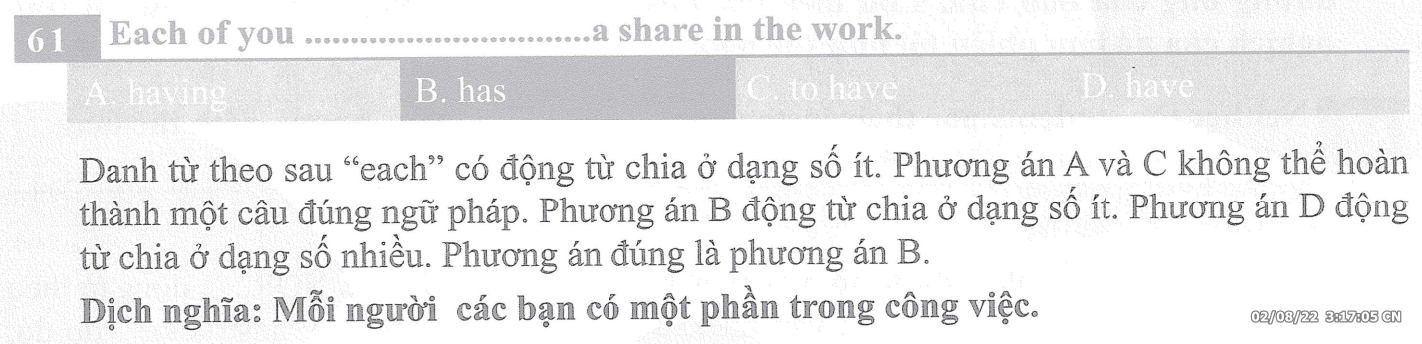 61 Each of you ................................a share in the work.
A. having B. has C. to have D. have
Danh từ theo sau “each” có động từ chia ở dạng số ít. Phương án A và C không thể hoàn
thành một câu đúng ngữ pháp. Phương án B động từ chia ở dạng số ít. Phương án D động
từ chia ở dạng số nhiều. Phương án đúng là phương án B.
Dịch nghĩa: Mỗi người các bạn có một phần trong công việc.
02/08/22 3:17:05 CN